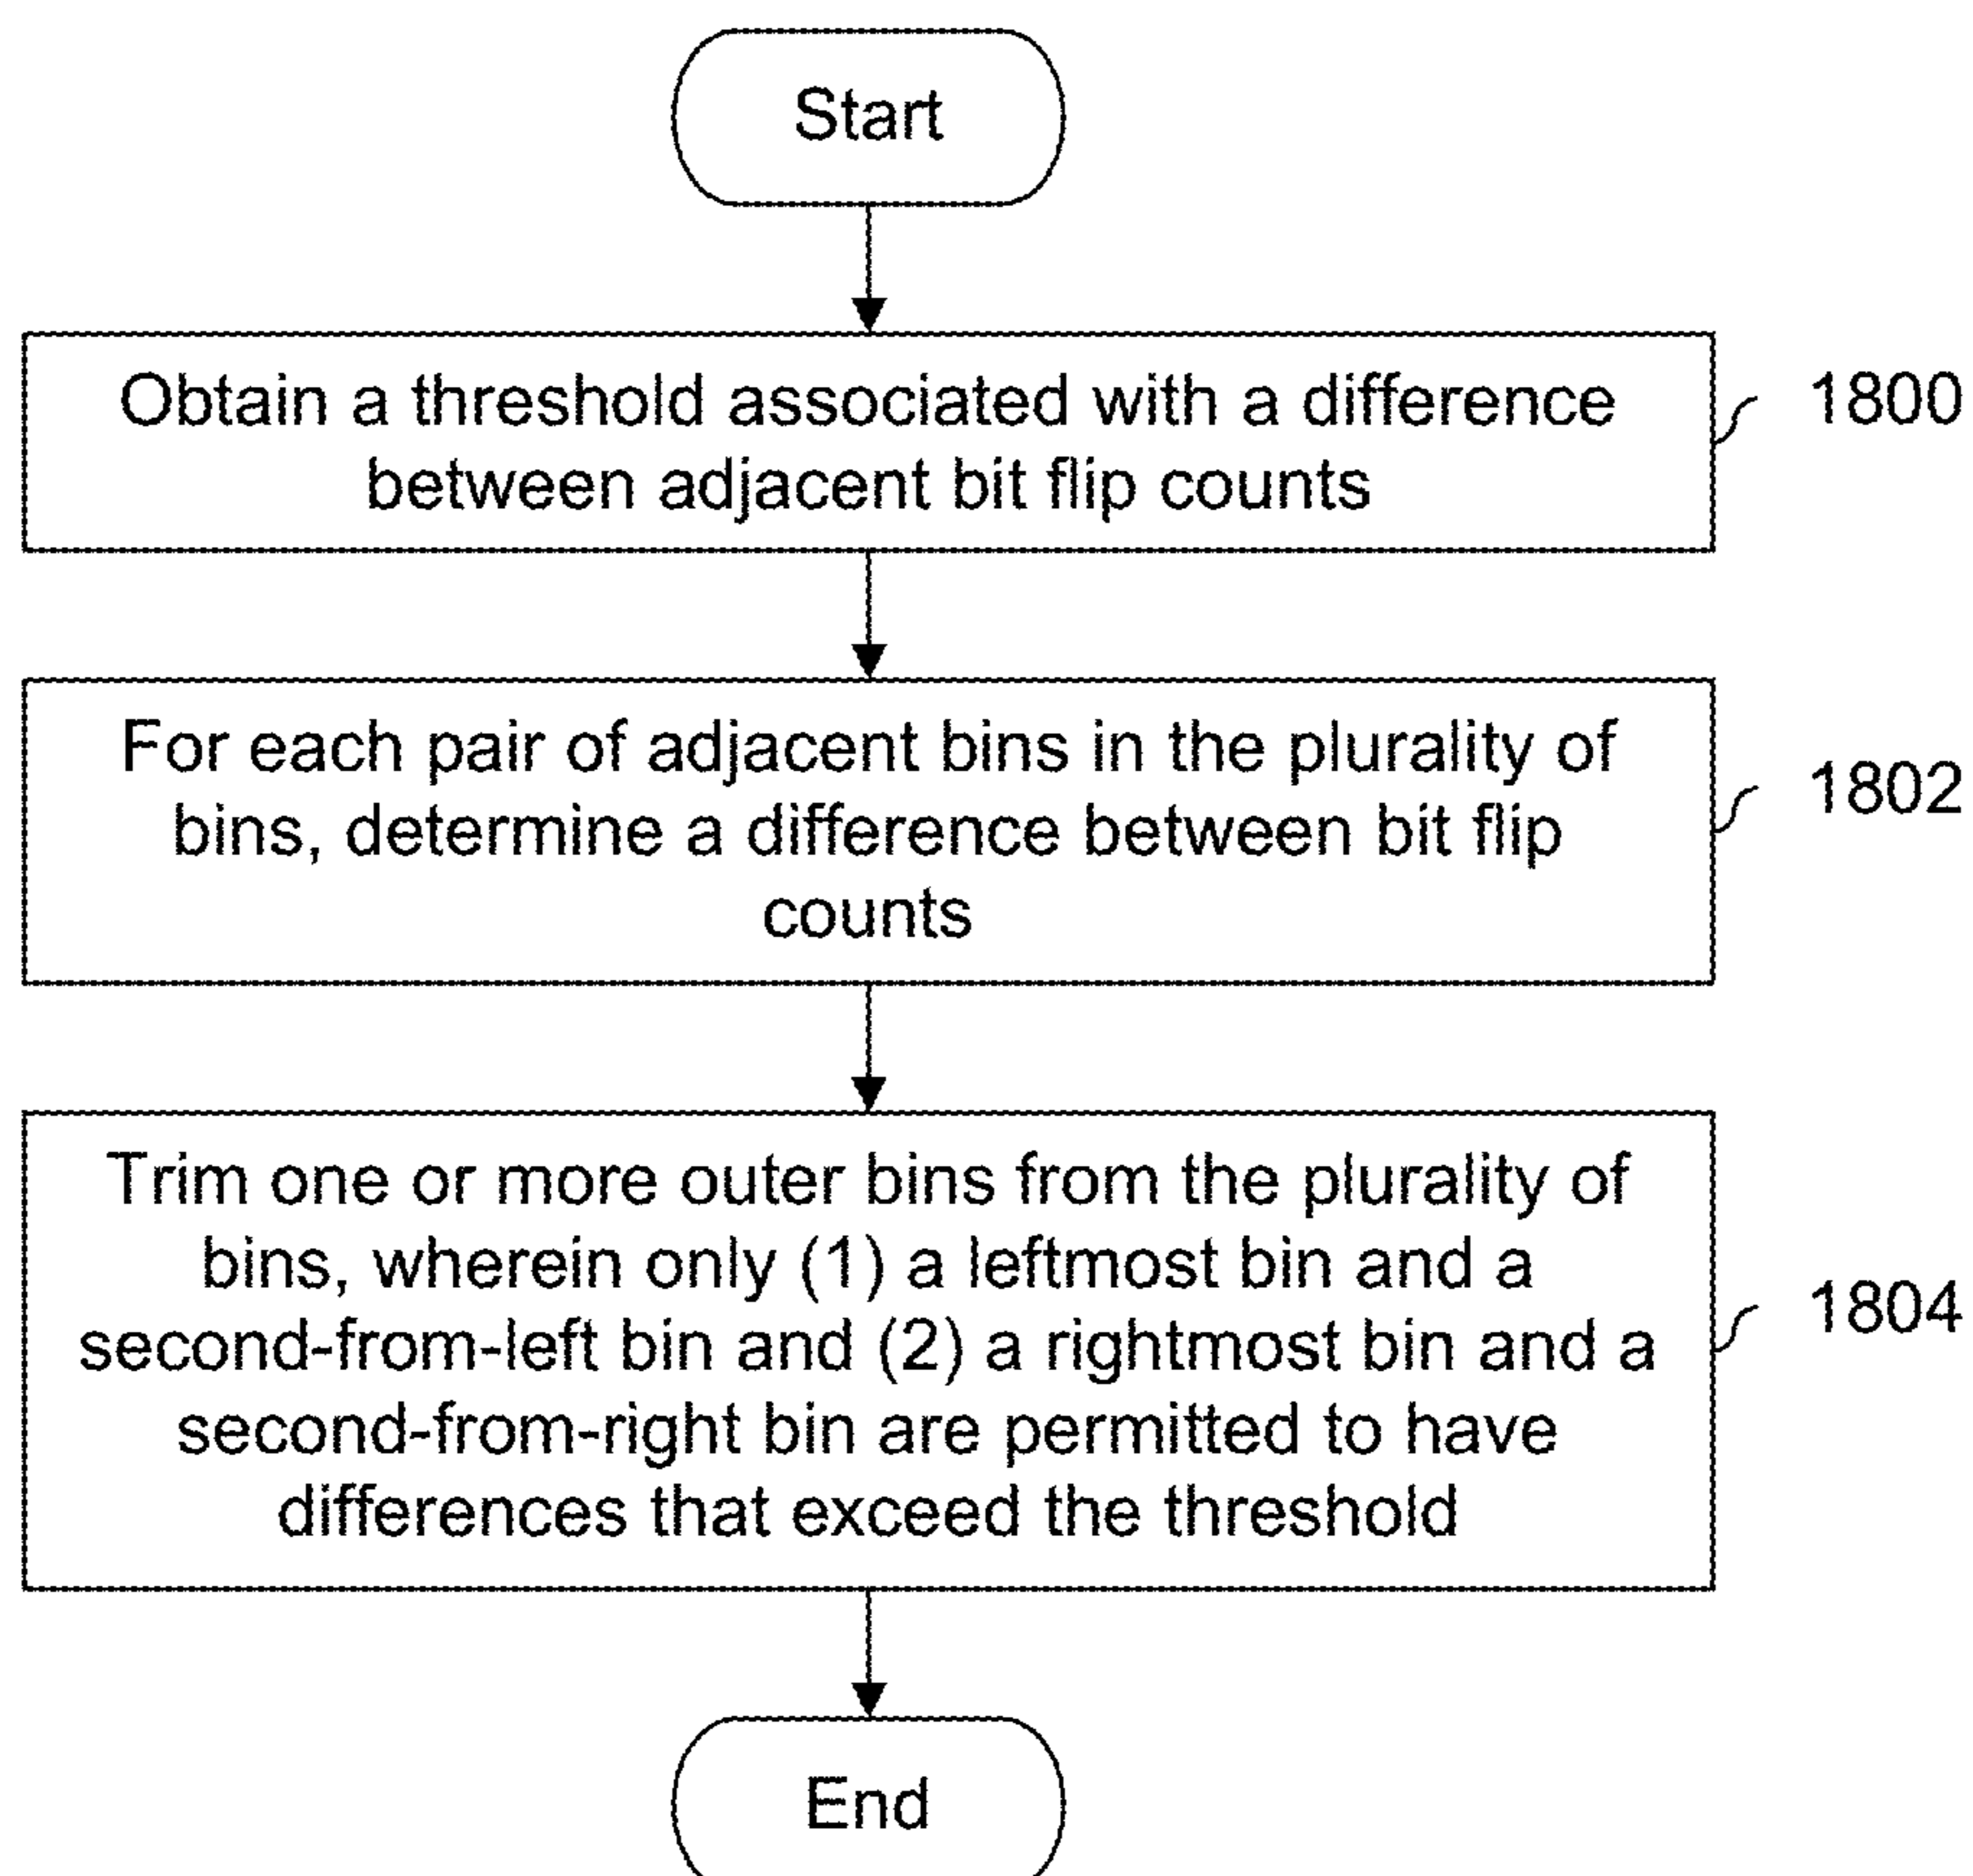 Start
Obtain a threshold associated with a difference
between adjacent bit flip counts
1800
For each pair of adjacent bins in the plurality of
bins, determine a difference between bit flip
counts
1802
Trim one or more outer bins from the plurality of
bins, wherein only (1) a leftmost bin and a
second-from-left bin and (2) a rightmost bin and a
second-from-right bin are permitted to have
differences that exceed the threshold
1804
End